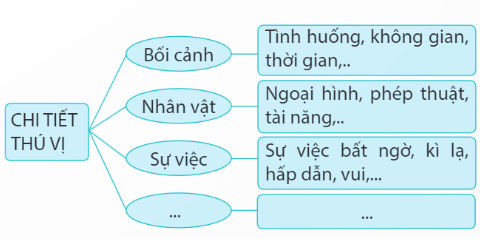 CHI TIẾT
THÚ VỊ
Bối cảnh
Tình huống, không gian,
thời gian,..
Nhân vật
Ngoại hình, phép thuật,
tài năng,..
Sự việc
Sự việc bất ngờ, kì lạ,
hấp dẫn, vui,...
...
...